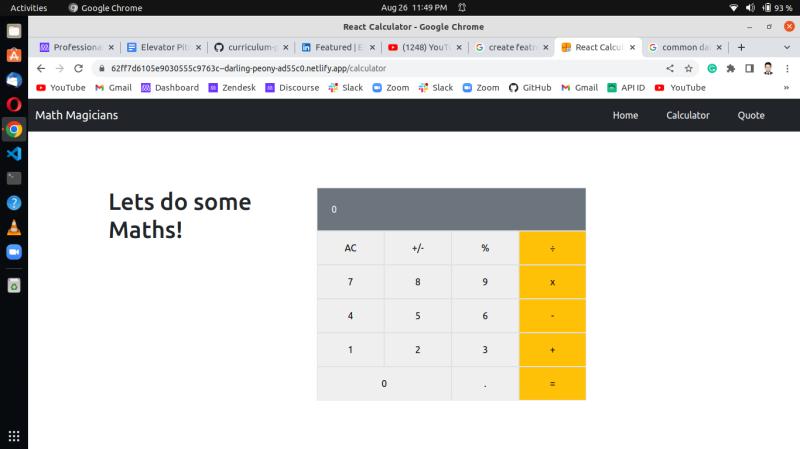 Activities Google Chrome Aug 26 11:49 PM 93 %
React Calculator - Google Chrome
Professiona Elevator Pit curriculum-p Featured | E (1248) YouTu create featu React Calcul common da
62ff7d6105e9030555c9763c--darling-peony-ad55c0.netlify.app/calculator
YouTube Gmail Dashboard Zendesk Discourse Slack Zoom Slack Zoom GitHub Gmail API ID YouTube »
Math Magicians Home Calculator Quote
Lets do some
Maths!
0
AC +/- % ÷
7 8 9 x
4 5 6 -
1 2 3 +
0 . =